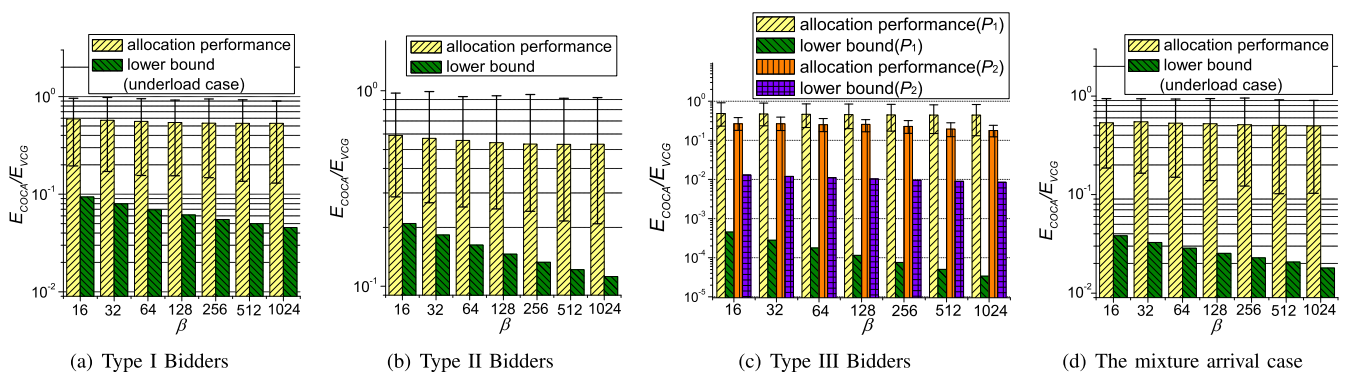 allocation performance
lower bound
(underload case)
E_COCA/E_VCG
10^0
10^-1
10^-2
16 32 64 128 256 512 1024
β
(a) Type I Bidders
allocation performance
lower bound
E_COCA/E_VCG
10^0
10^-1
16 32 64 128 256 512 1024
β
(b) Type II Bidders
allocation performance(P_1)
lower bound(P_1)
allocation performance(P_2)
lower bound(P_2)
E_COCA/E_VCG
10^0
10^-1
10^-2
10^-3
10^-4
10^-5
16 32 64 128 256 512 1024
β
(c) Type III Bidders
allocation performance
lower bound
(underload case)
E_COCA/E_VCG
10^0
10^-1
10^-2
16 32 64 128 256 512 1024
β
(d) The mixture arrival case